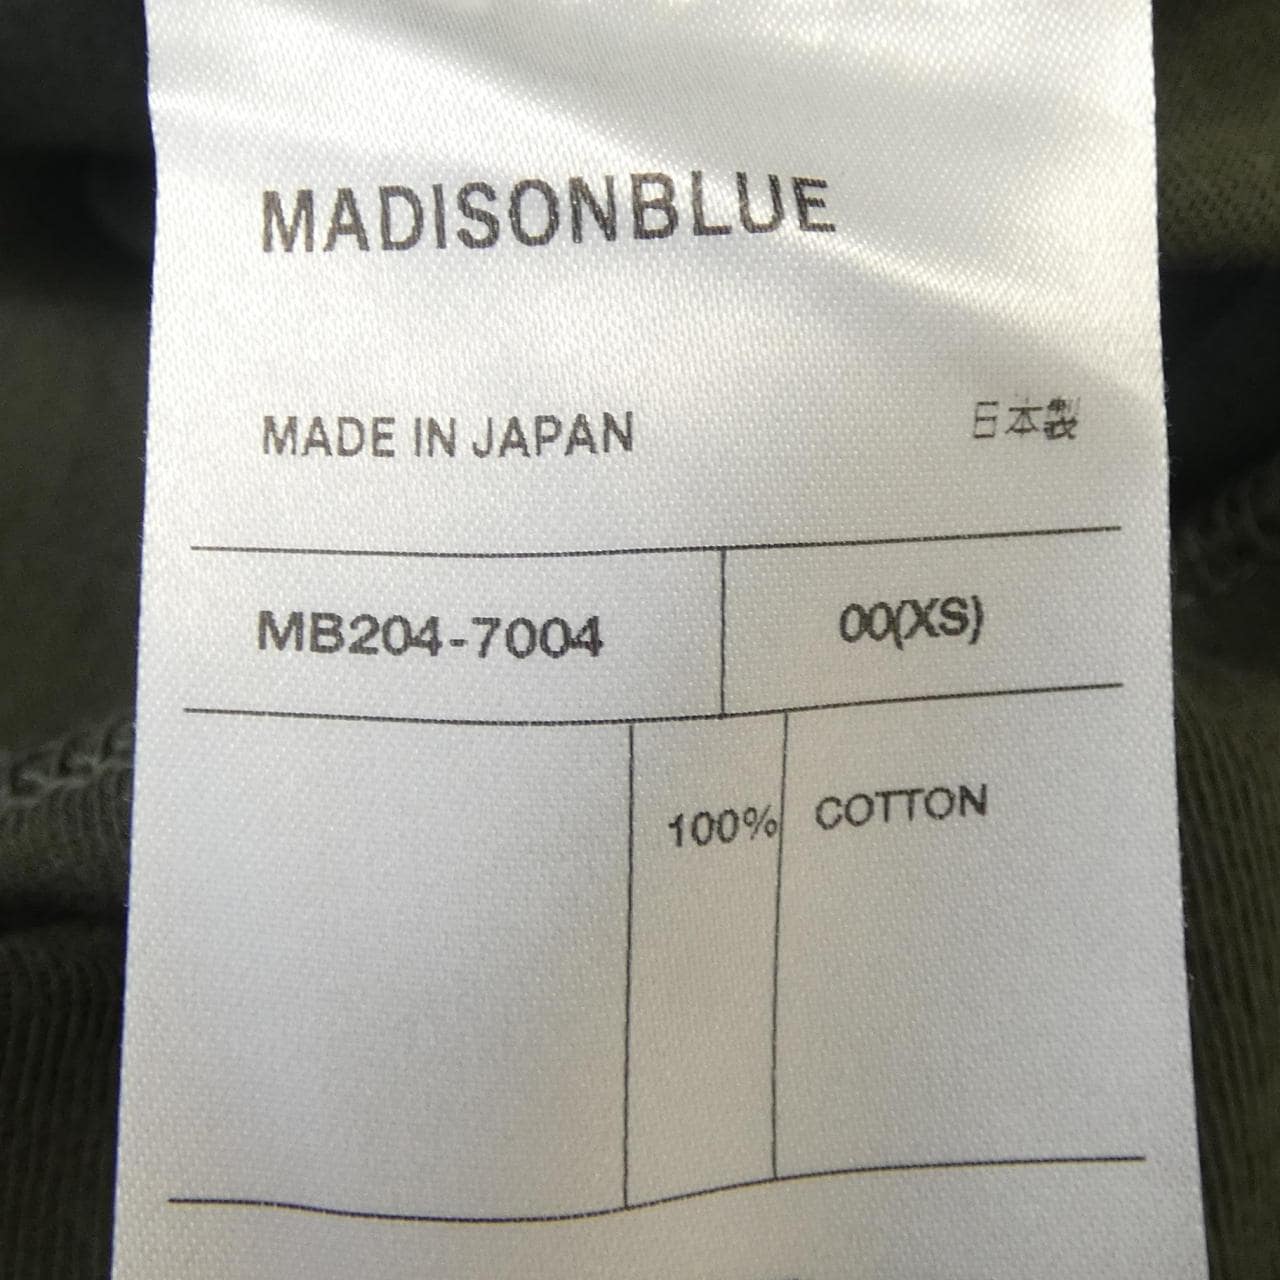 MADISONBLUE
MADE IN JAPAN 日本製
MB204-7004 00(XS)
100% COTTON